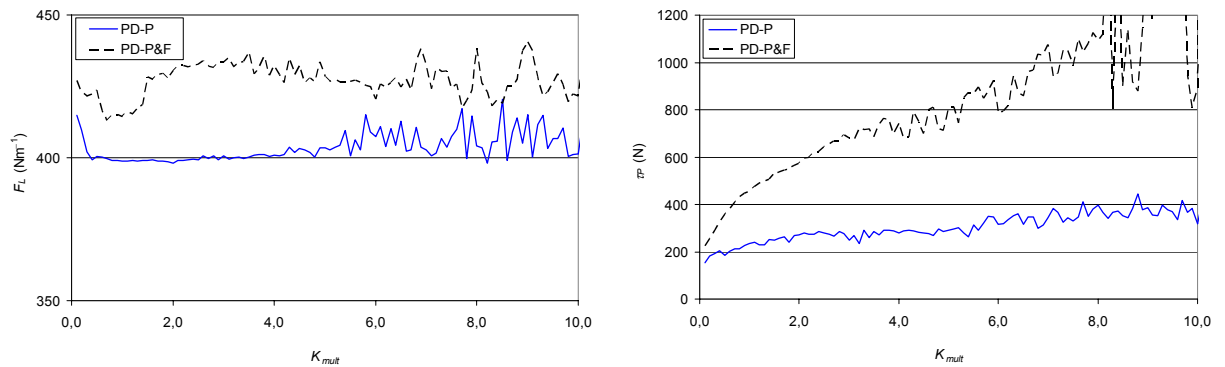 450
PD-P
PD-P&F
400
350
F_L (Nm⁻¹)
0,0 2,0 4,0 6,0 8,0 10,0
K_mult
1200
PD-P
PD-P&F
1000
800
600
400
200
0
τ_P (N)
0,0 2,0 4,0 6,0 8,0 10,0
K_mult